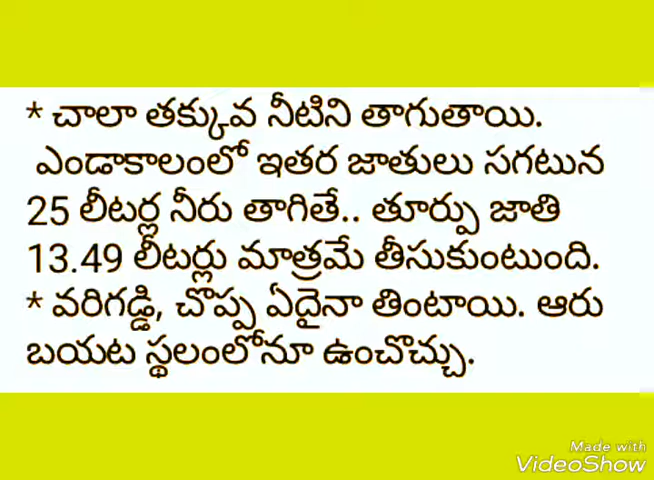 * చాలా తక్కువ నీటిని తాగుతాయి.
ఎండాకాలంలో ఇతర జాతులు సగటున
25 లీటర్ల నీరు తాగితే.. తూర్పు జాతి
13.49 లీటర్లు మాత్రమే తీసుకుంటుంది.
* వరిగడ్డి, చొప్ప ఏదైనా తింటాయి. ఆరు
బయట స్థలంలోనూ ఉంచొచ్చు.
Made with
VideoShow